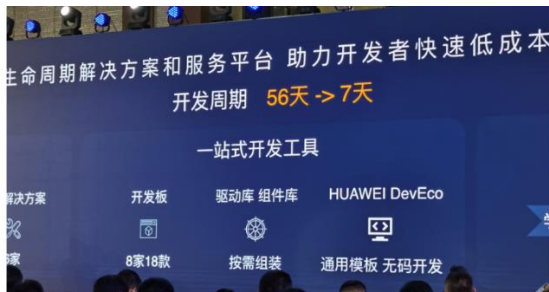 生命周期解决方案和服务平台 助力开发者快速低成本
开发周期 56天 -> 7天
一站式开发工具
解决方案 开发板 驱动库 组件库 HUAWEI DevEco
家 8家18款 按需组装 通用模板 无码开发